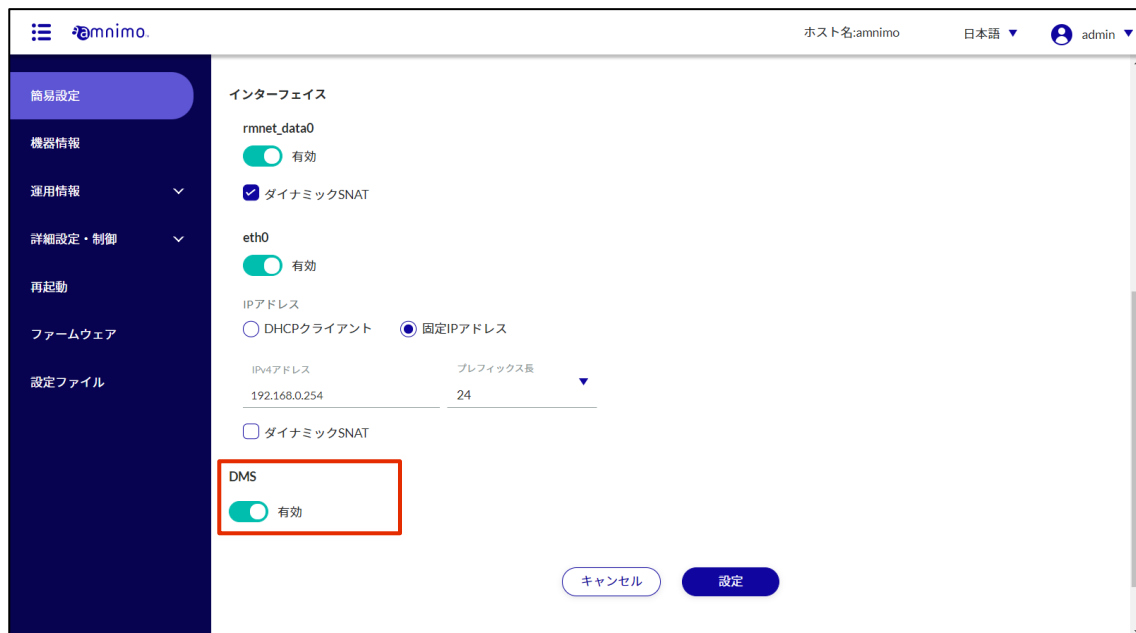 amnimo.
ホスト名:amnimo
日本語
admin
簡易設定
機器情報
運用情報
詳細設定・制御
再起動
ファームウェア
設定ファイル
インターフェイス
rmnet_data0
有効
ダイナミックSNAT
eth0
有効
IPアドレス
DHCPクライアント 固定IPアドレス
IPv4アドレス プレフィックス長
192.168.0.254 24
ダイナミックSNAT
DMS
有効
キャンセル 設定